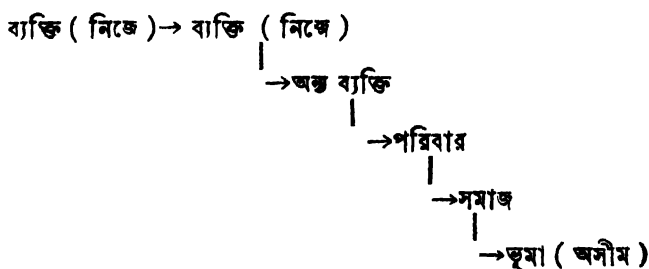 ব্যক্তি ( নিজে ) → ব্যক্তি ( নিজে )
→অন্য ব্যক্তি
→পরিবার
→সমাজ
→ভূমা ( অসীম )